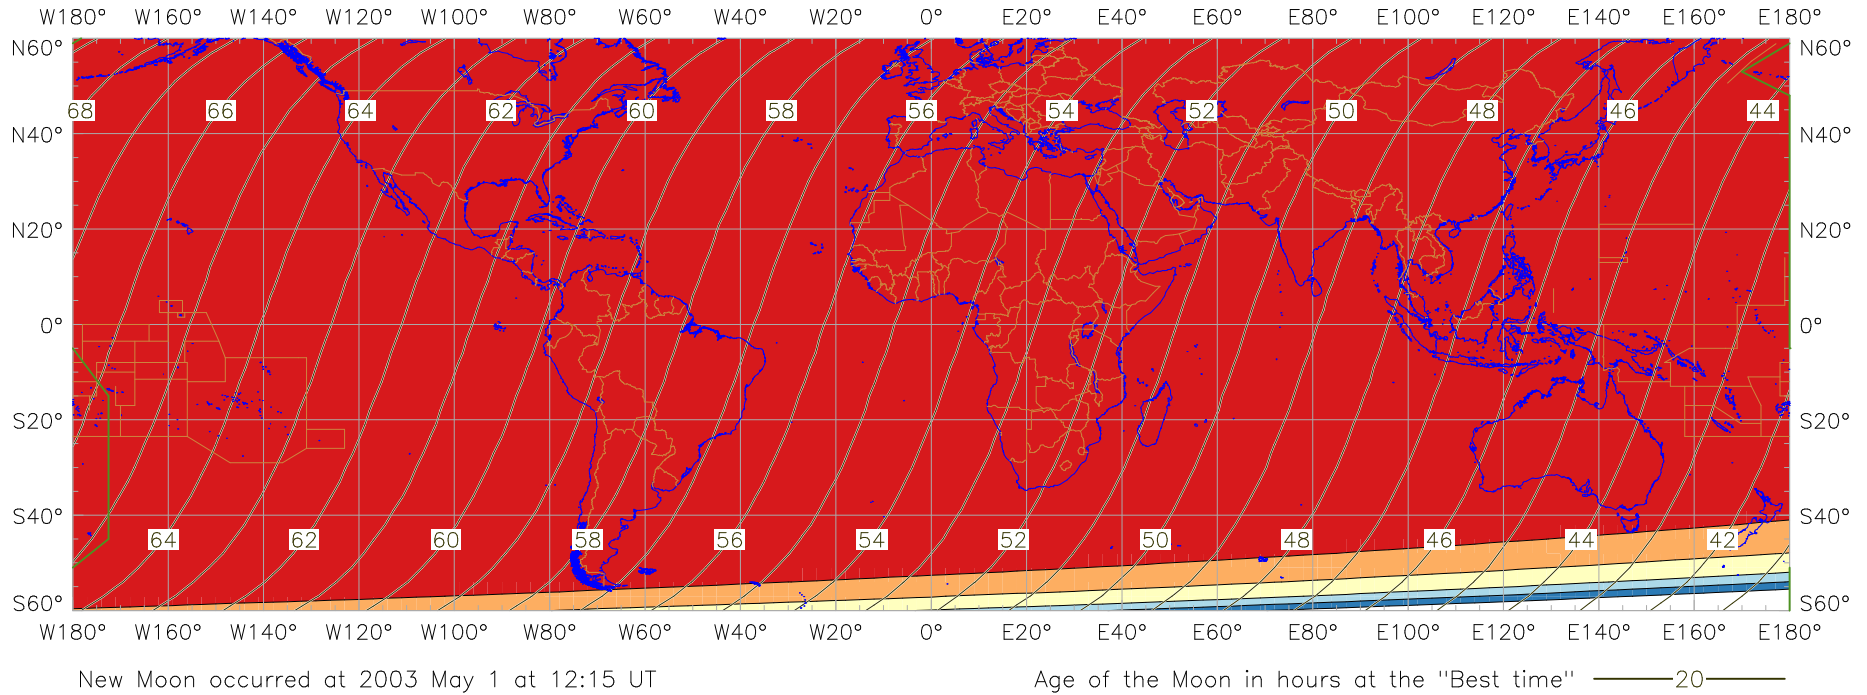 W180° W160° W140° W120° W100° W80° W60° W40° W20° 0° E20° E40° E60° E80° E100° E120° E140° E160° E180°
N60° N60°
68 66 64 62 60 58 56 54 52 50 48 46 44
N40° N40°
N20° N20°
0° 0°
S20° S20°
S40° S40°
64 62 60 58 56 54 52 50 48 46 44 42
S60° S60°
W180° W160° W140° W120° W100° W80° W60° W40° W20° 0° E20° E40° E60° E80° E100° E120° E140° E160° E180°
New Moon occurred at 2003 May 1 at 12:15 UT Age of the Moon in hours at the "Best time" 20